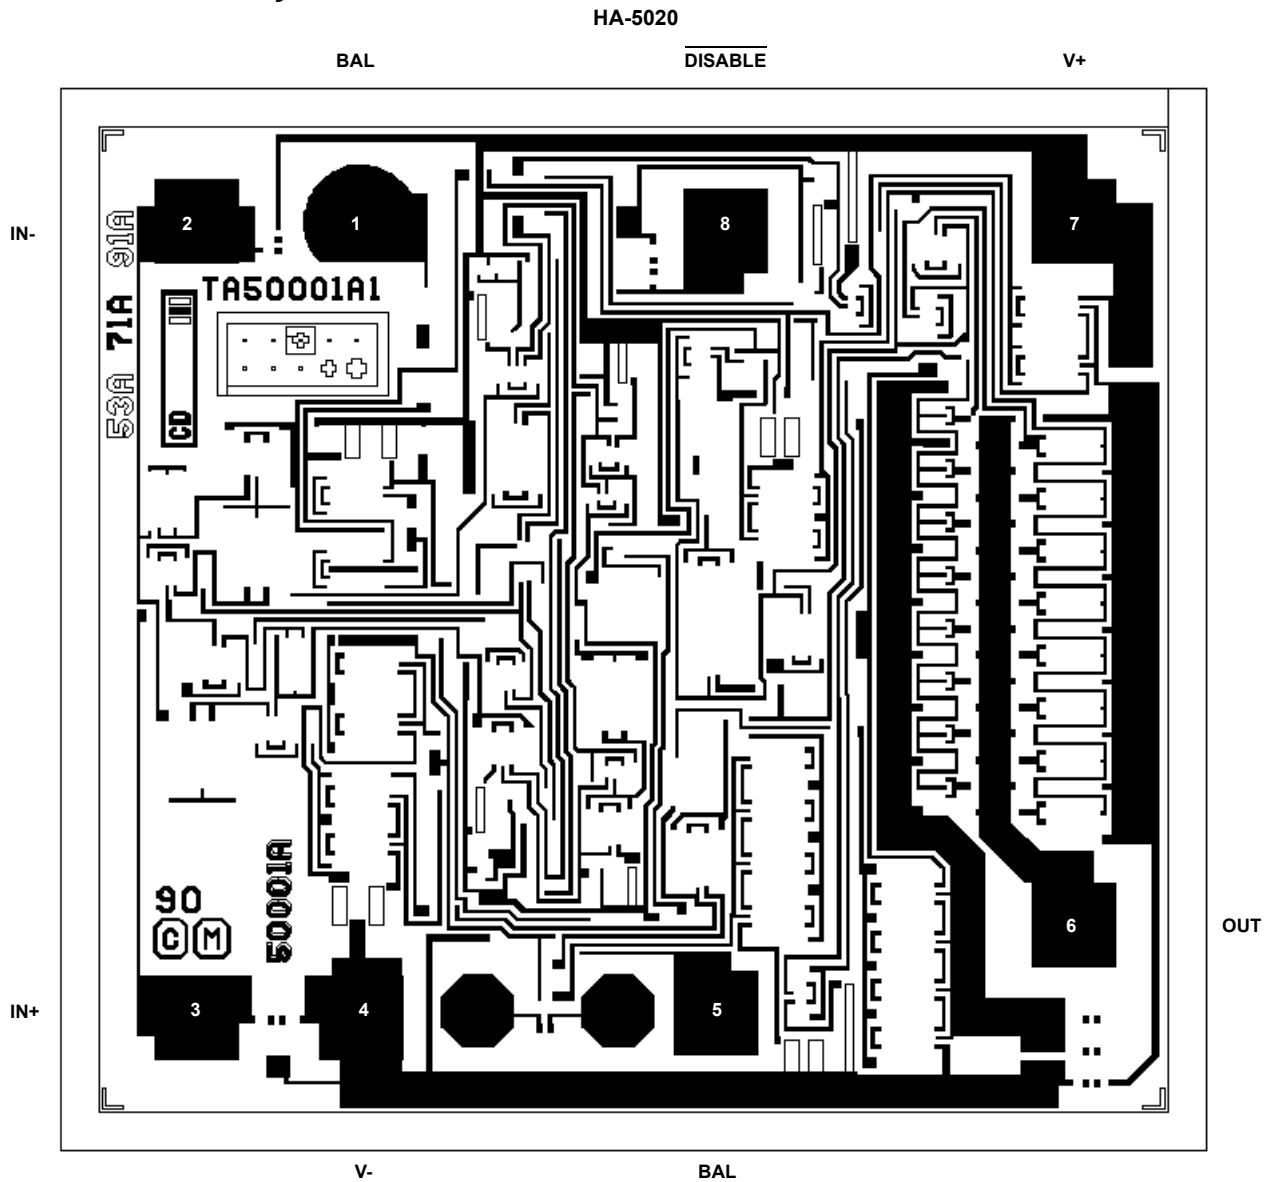 HA-5020
BAL DISABLE V+
2 1 8 7
IN-
91A
TA50001A1
71A
53A
CD
50001A
90
C M
6 OUT
IN+ 3 4 5
V- BAL